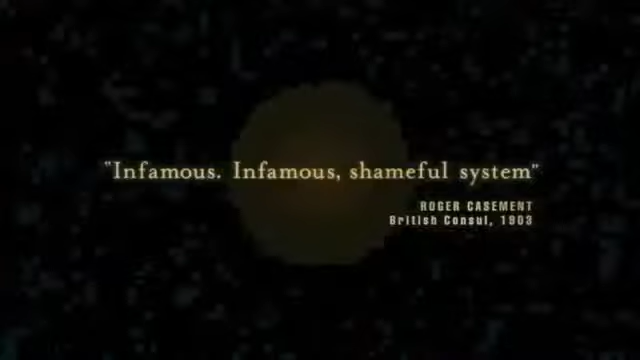 "Infamous. Infamous, shameful system"
ROGER CASEMENT
British Consul, 1903